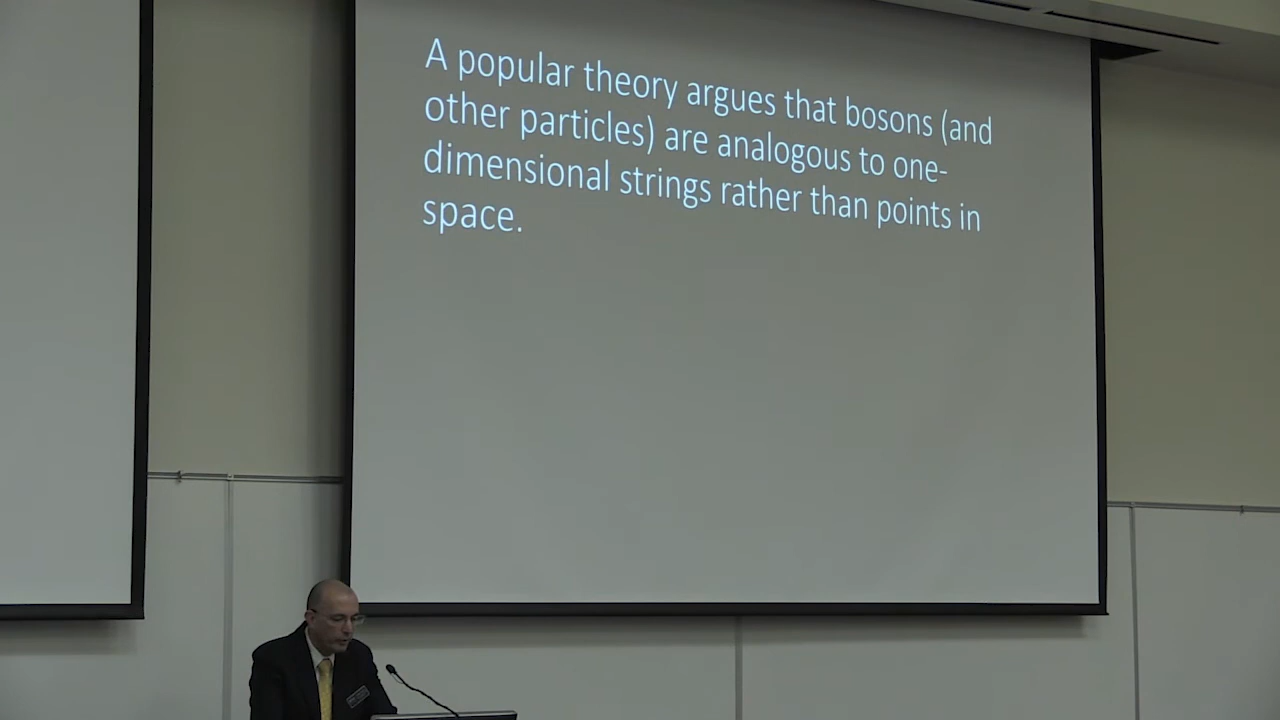 A popular theory argues that bosons (and
other particles) are analogous to one-
dimensional strings rather than points in
space.